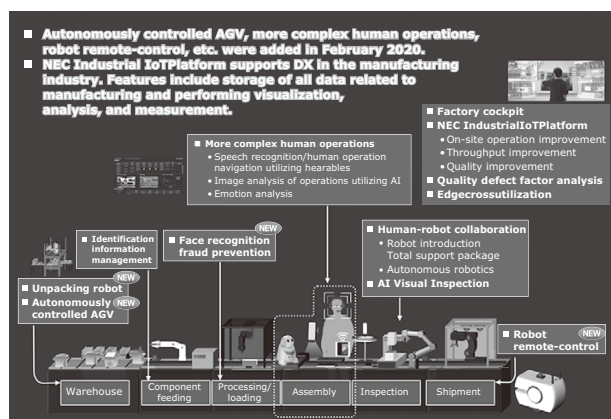 ■ Autonomously controlled AGV, more complex human operations,
robot remote-control, etc. were added in February 2020.
■ NEC Industrial IoTPlatform supports DX in the manufacturing
industry. Features include storage of all data related to
manufacturing and performing visualization,
analysis, and measurement.
■ Factory cockpit
■ NEC IndustrialIoTPlatform
• On-site operation improvement
• Throughput improvement
• Quality improvement
■ Quality defect factor analysis
■ Edgecrossutilization
■ More complex human operations
• Speech recognition/human operation
navigation utilizing hearables
• Image analysis of operations utilizing AI
• Emotion analysis
■ Identification
information
management
NEW
■ Face recognition
fraud prevention
■ Human-robot collaboration
• Robot introduction
Total support package
• Autonomous robotics
■ AI Visual Inspection
NEW
■ Unpacking robot
■ Autonomously
controlled AGV
NEW
■ Robot
remote-control
NEW
Warehouse
Component
feeding
Processing/
loading
Assembly
Inspection
Shipment